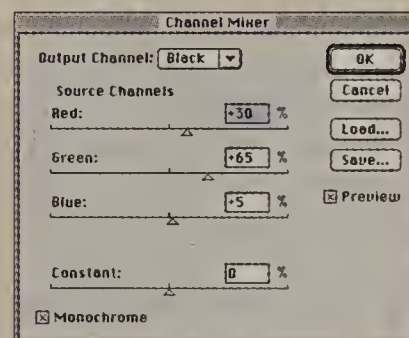 Channel Mixer
Output Channel: Black
OK
Source Channels
Cancel
Red: +30 %
Load...
Green: +65 %
Save...
Blue: +5 %
Preview
Constant: 0 %
Monochrome